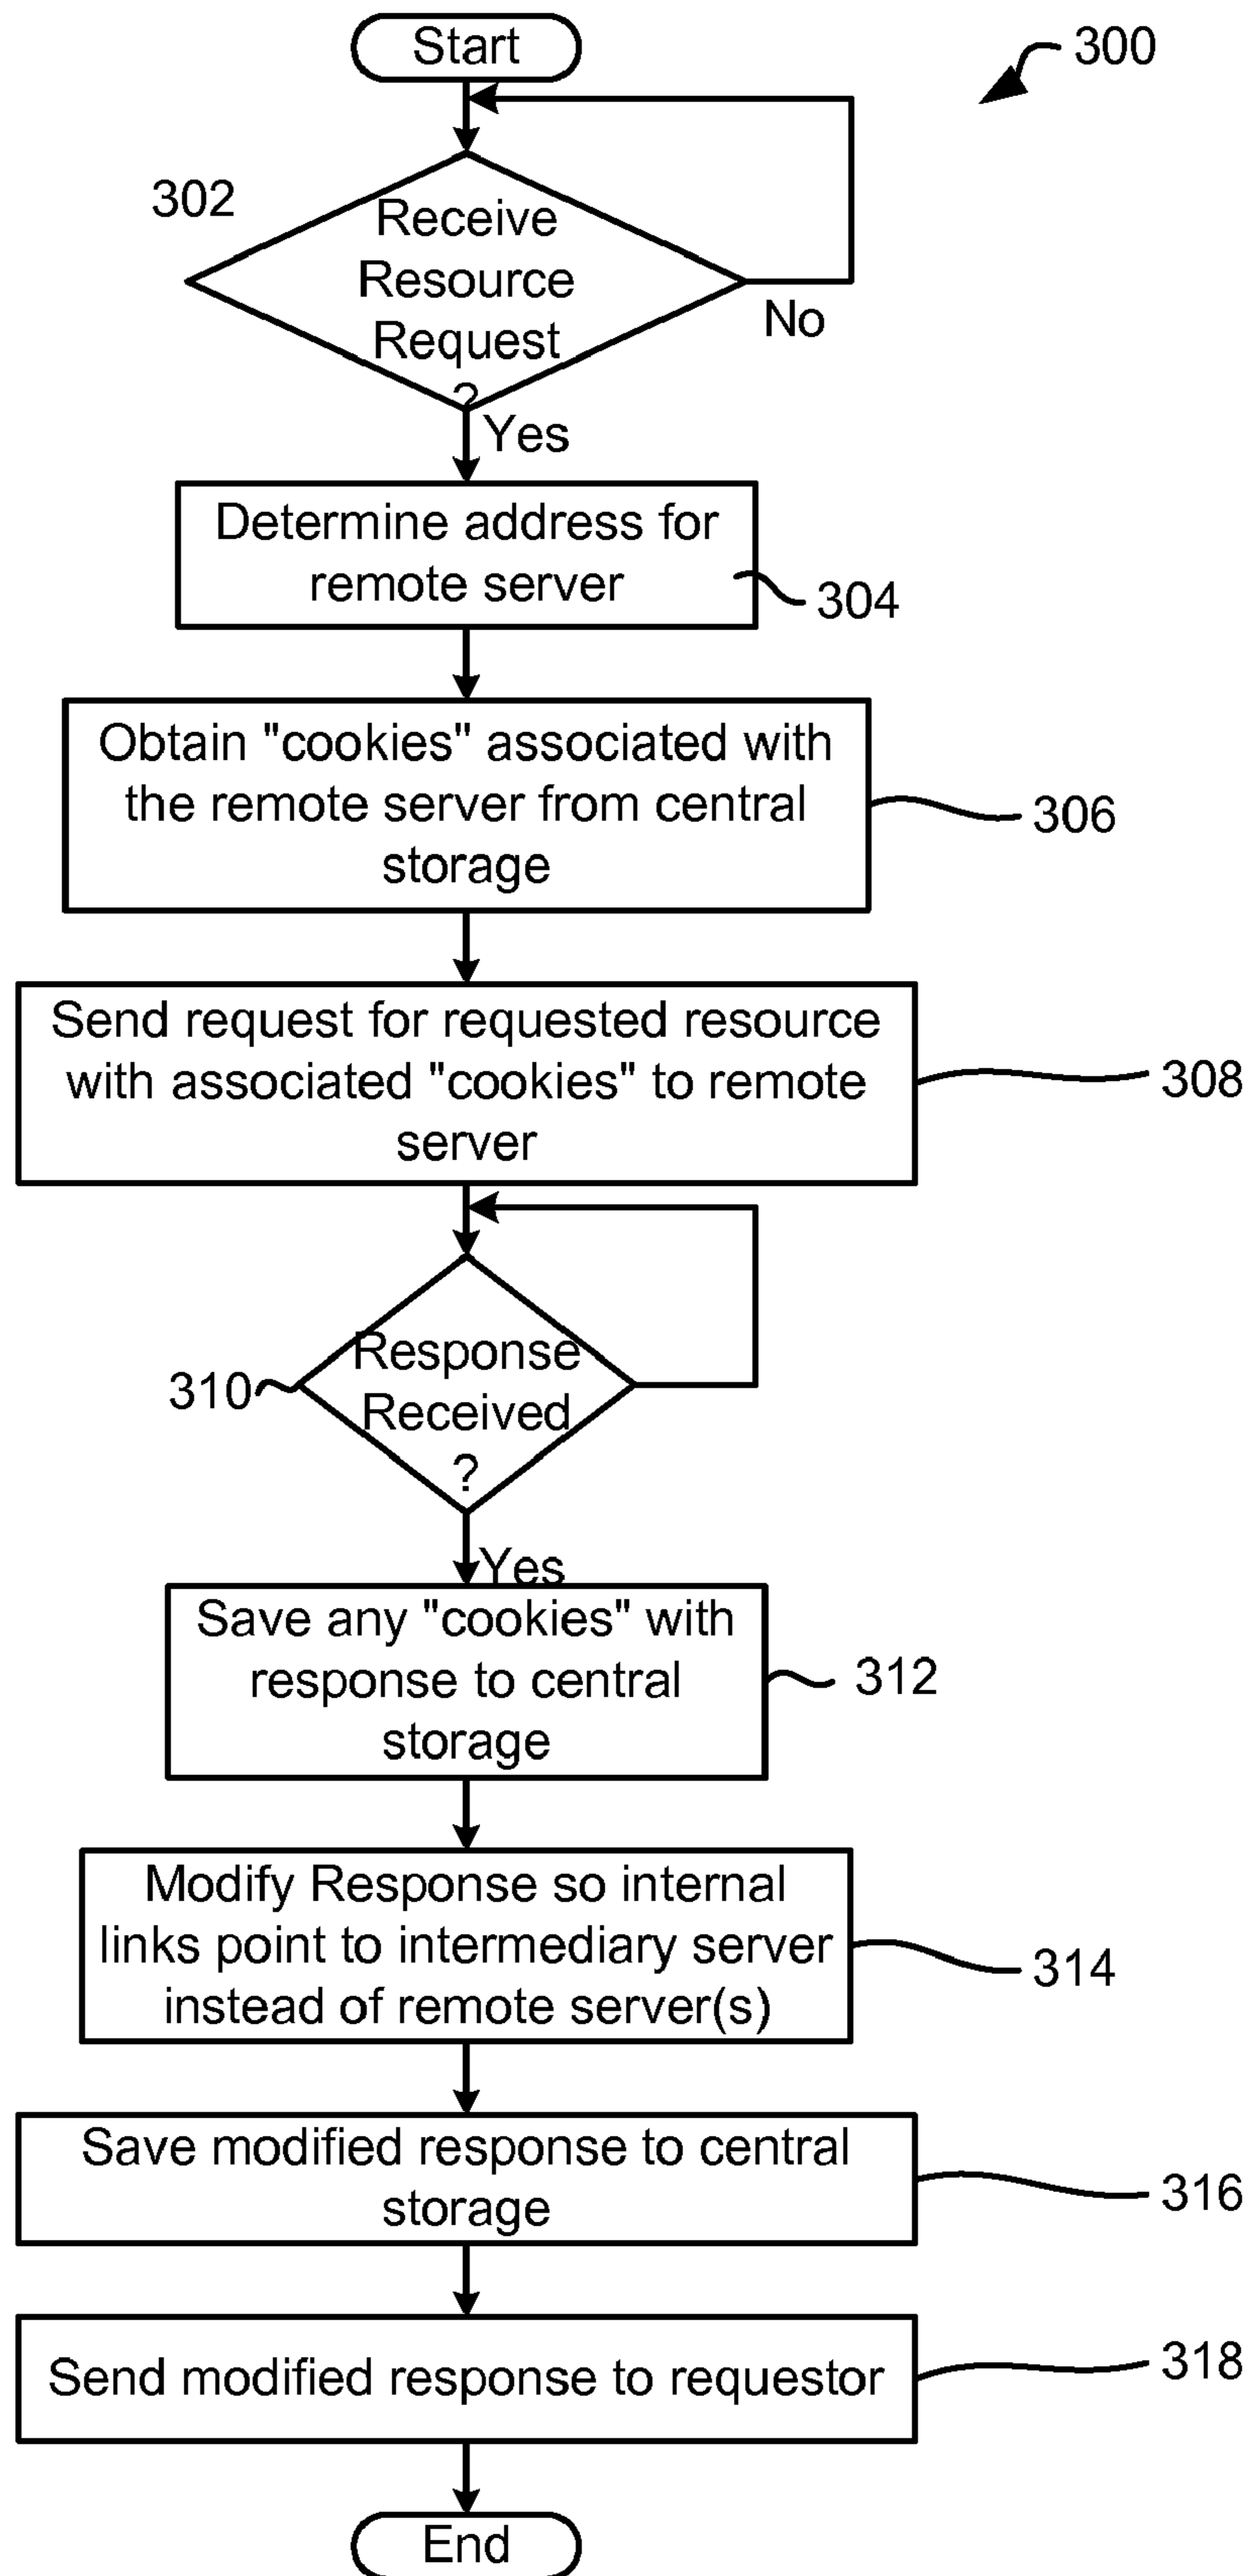 Start
300
302
Receive
Resource
Request
?
No
Yes
Determine address for
remote server
304
Obtain "cookies" associated with
the remote server from central
storage
306
Send request for requested resource
with associated "cookies" to remote
server
308
310
Response
Received
?
Yes
Save any "cookies" with
response to central
storage
312
Modify Response so internal
links point to intermediary server
instead of remote server(s)
314
Save modified response to central
storage
316
Send modified response to requestor
318
End